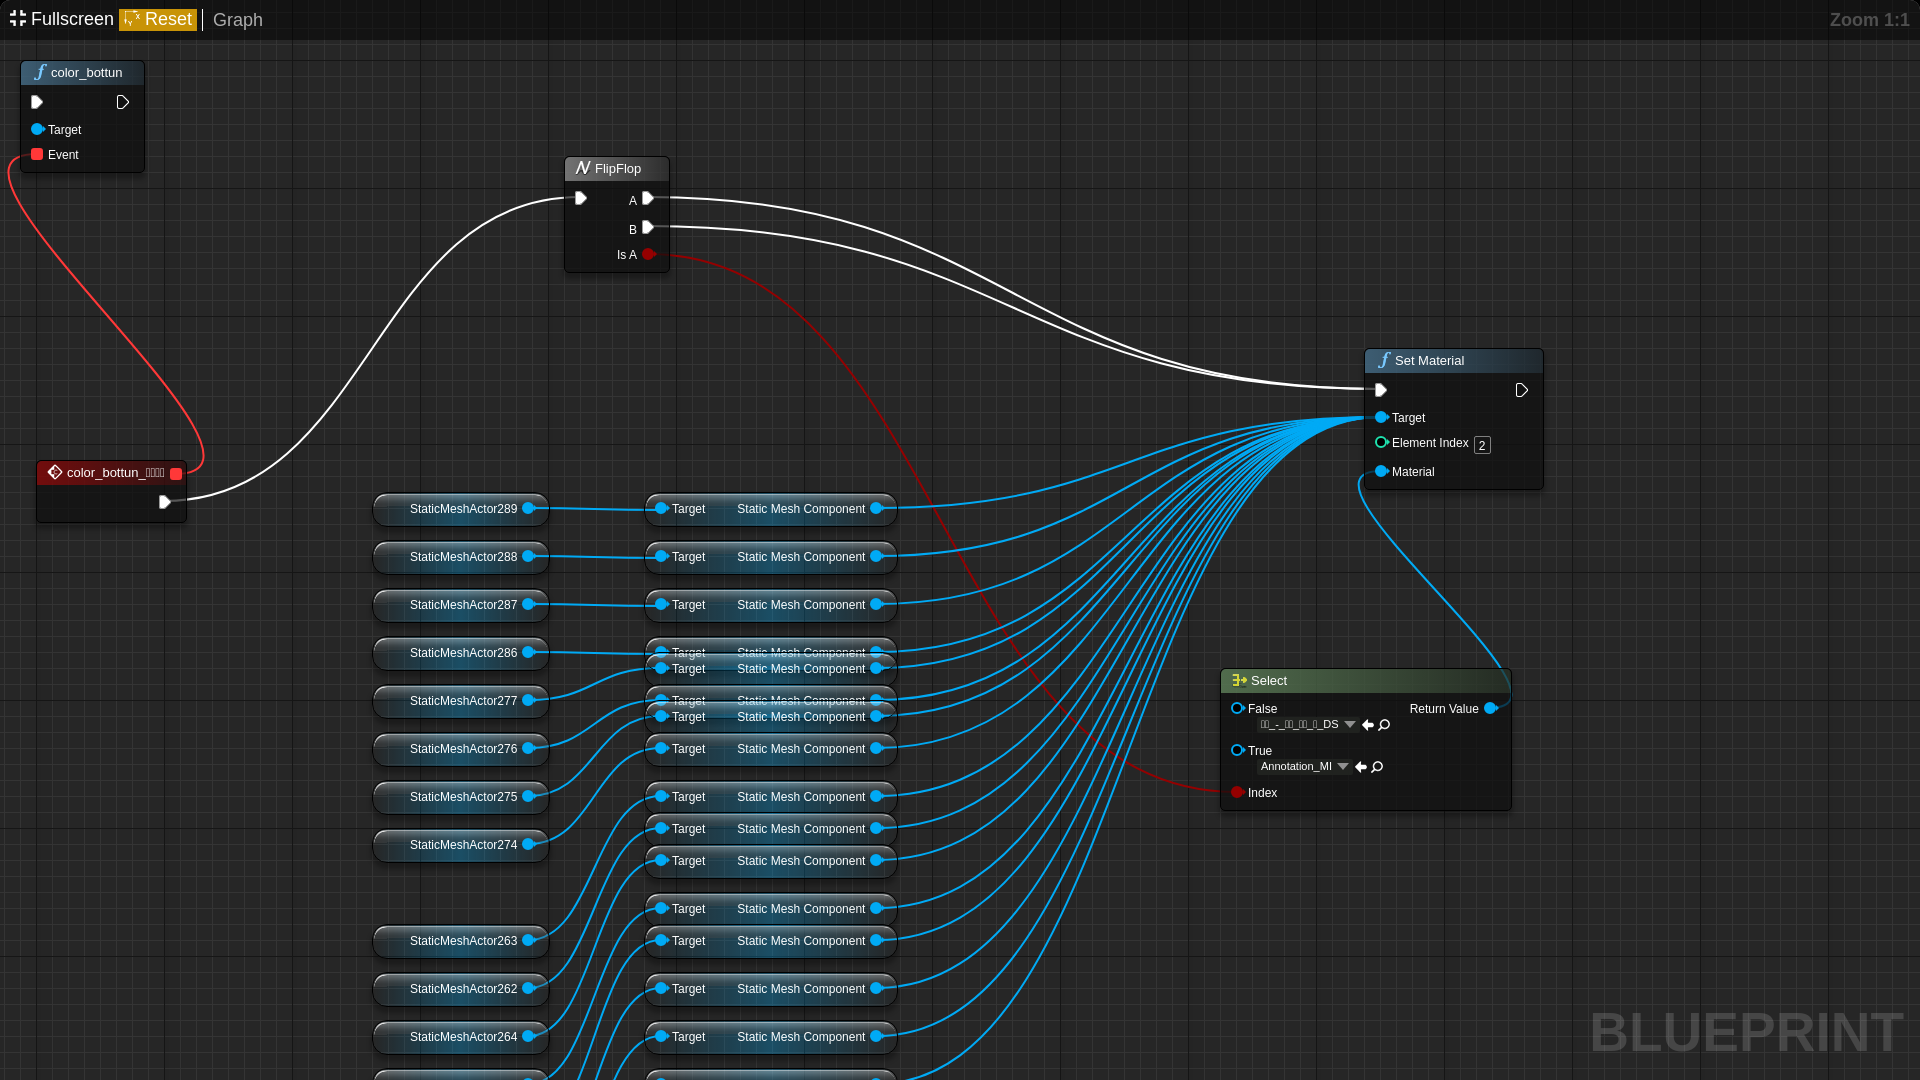 Fullscreen Reset Graph
Zoom 1:1
color_bottun
Target
Event
FlipFlop
A
B
Is A
Set Material
Target
Element Index 2
Material
color_bottun_
StaticMeshActor289
Target Static Mesh Component
StaticMeshActor288
Target Static Mesh Component
StaticMeshActor287
Target Static Mesh Component
StaticMeshActor286
Target Static Mesh Component
Target Static Mesh Component
StaticMeshActor277
Target Static Mesh Component
Target Static Mesh Component
StaticMeshActor276
Target Static Mesh Component
StaticMeshActor275
Target Static Mesh Component
Target Static Mesh Component
StaticMeshActor274
Target Static Mesh Component
Target Static Mesh Component
StaticMeshActor263
Target Static Mesh Component
StaticMeshActor262
Target Static Mesh Component
StaticMeshActor264
Target Static Mesh Component
Select
False
Return Value
_DS
True
Annotation_MI
Index
BLUEPRINT